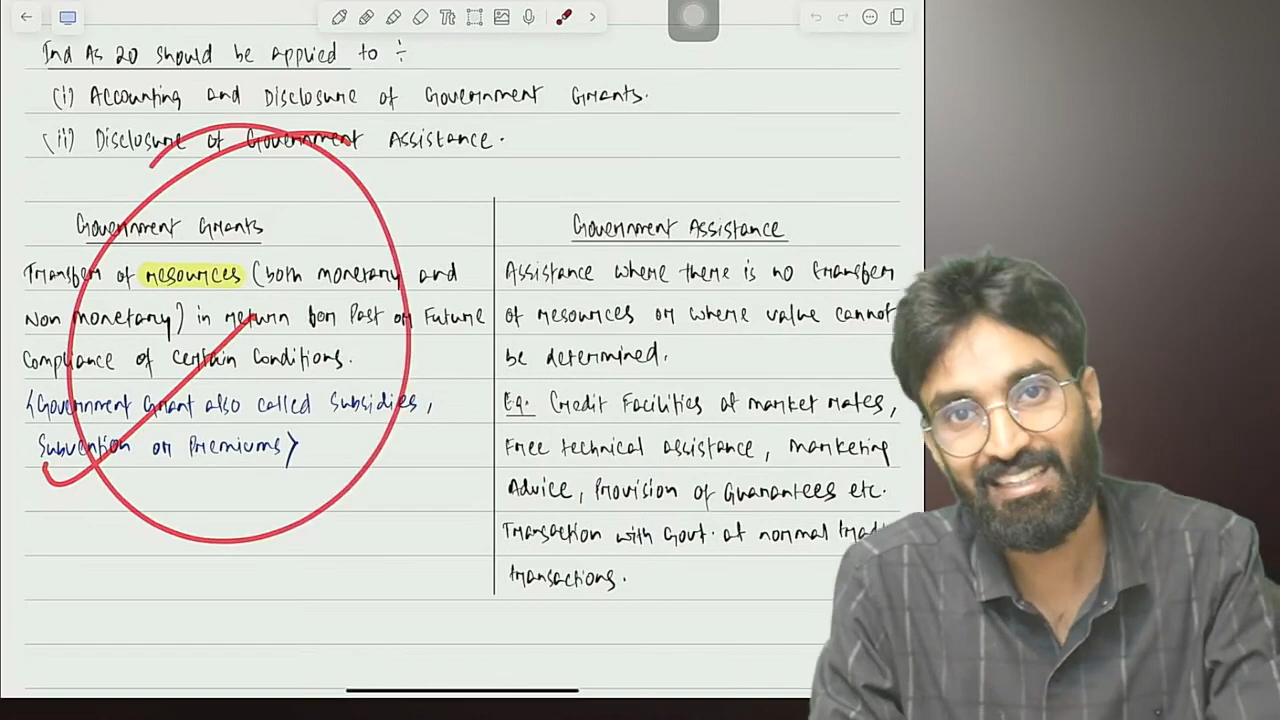 Ind As 20 should be applied to ÷
(i) Accounting and Disclosure of Government Grants.
(ii) Disclosure of Government Assistance.
Government Grants
Transfer of resources (both monetary and
Non monetary) in return for Past or Future
Compliance of certain Conditions.
(Government Grant also called Subsidies,
Subvention or Premiums)
Government Assistance
Assistance where there is no transfer
of resources or where value cannot
be determined.
Eg. Credit Facilities at market rates,
Free technical assistance, marketing
Advice, Provision of Guarantees etc.
Transaction with Govt. at normal
transactions.